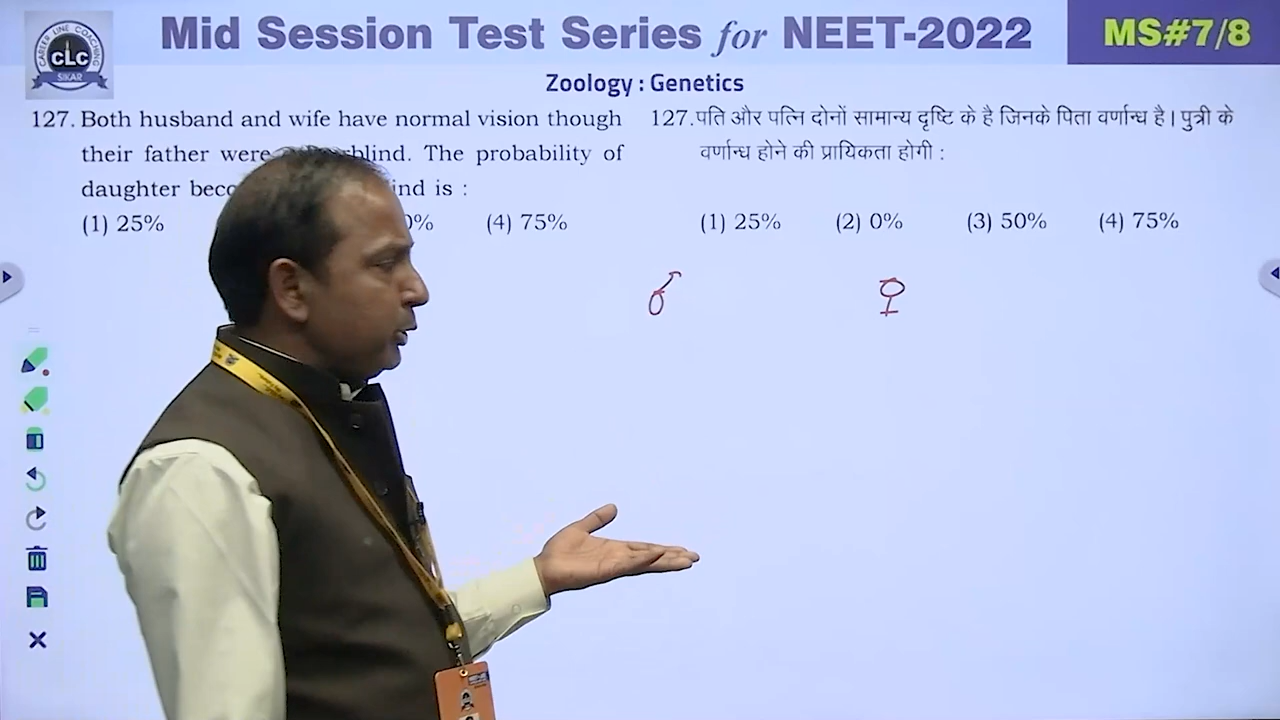 CAREER LINE COACHING
CLC
SIKAR
Mid Session Test Series for NEET-2022
MS#7/8
Zoology : Genetics
127. Both husband and wife have normal vision though
their father were blind. The probability of
daughter is :
(1) 25% (4) 75%
127. पति और पत्नि दोनों सामान्य दृष्टि के है जिनके पिता वर्णान्ध है। पुत्री के
वर्णान्ध होने की प्रायिकता होगी :
(1) 25% (2) 0% (3) 50% (4) 75%
♂ ♀